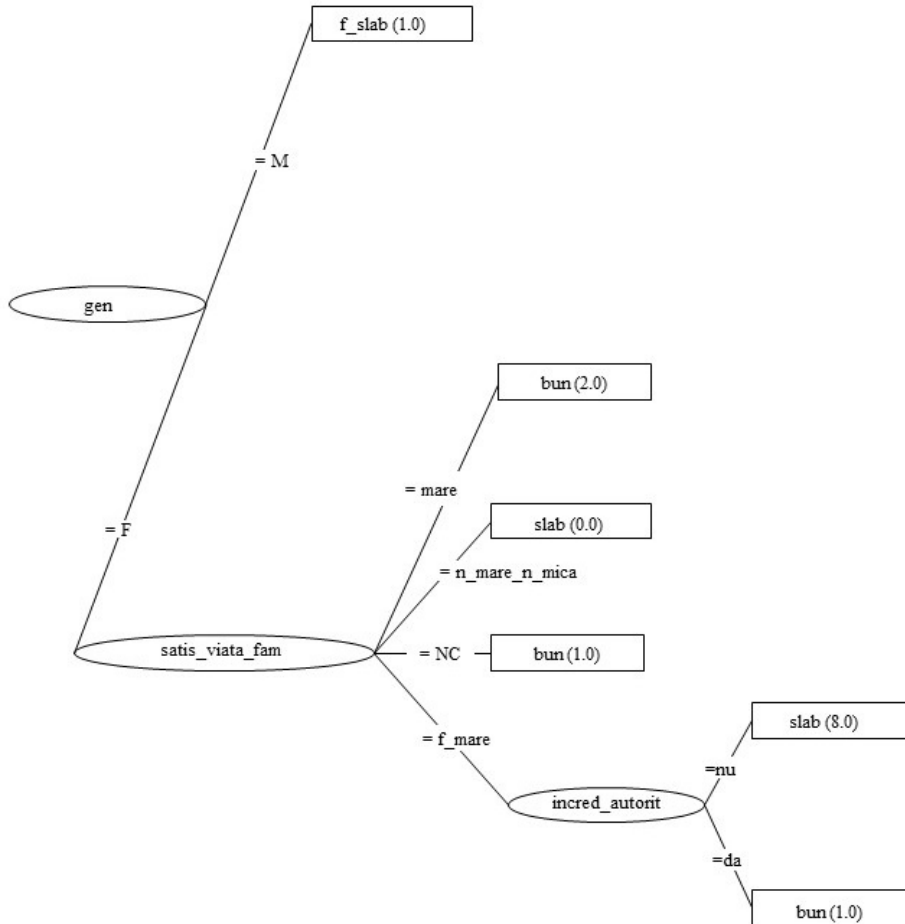 f_slab (1.0)
= M
gen
bun (2.0)
= mare
slab (0.0)
= F
= n_mare_n_mica
satis_viata_fam
= NC
bun (1.0)
slab (8.0)
= f_mare
=nu
incred_autorit
=da
bun (1.0)